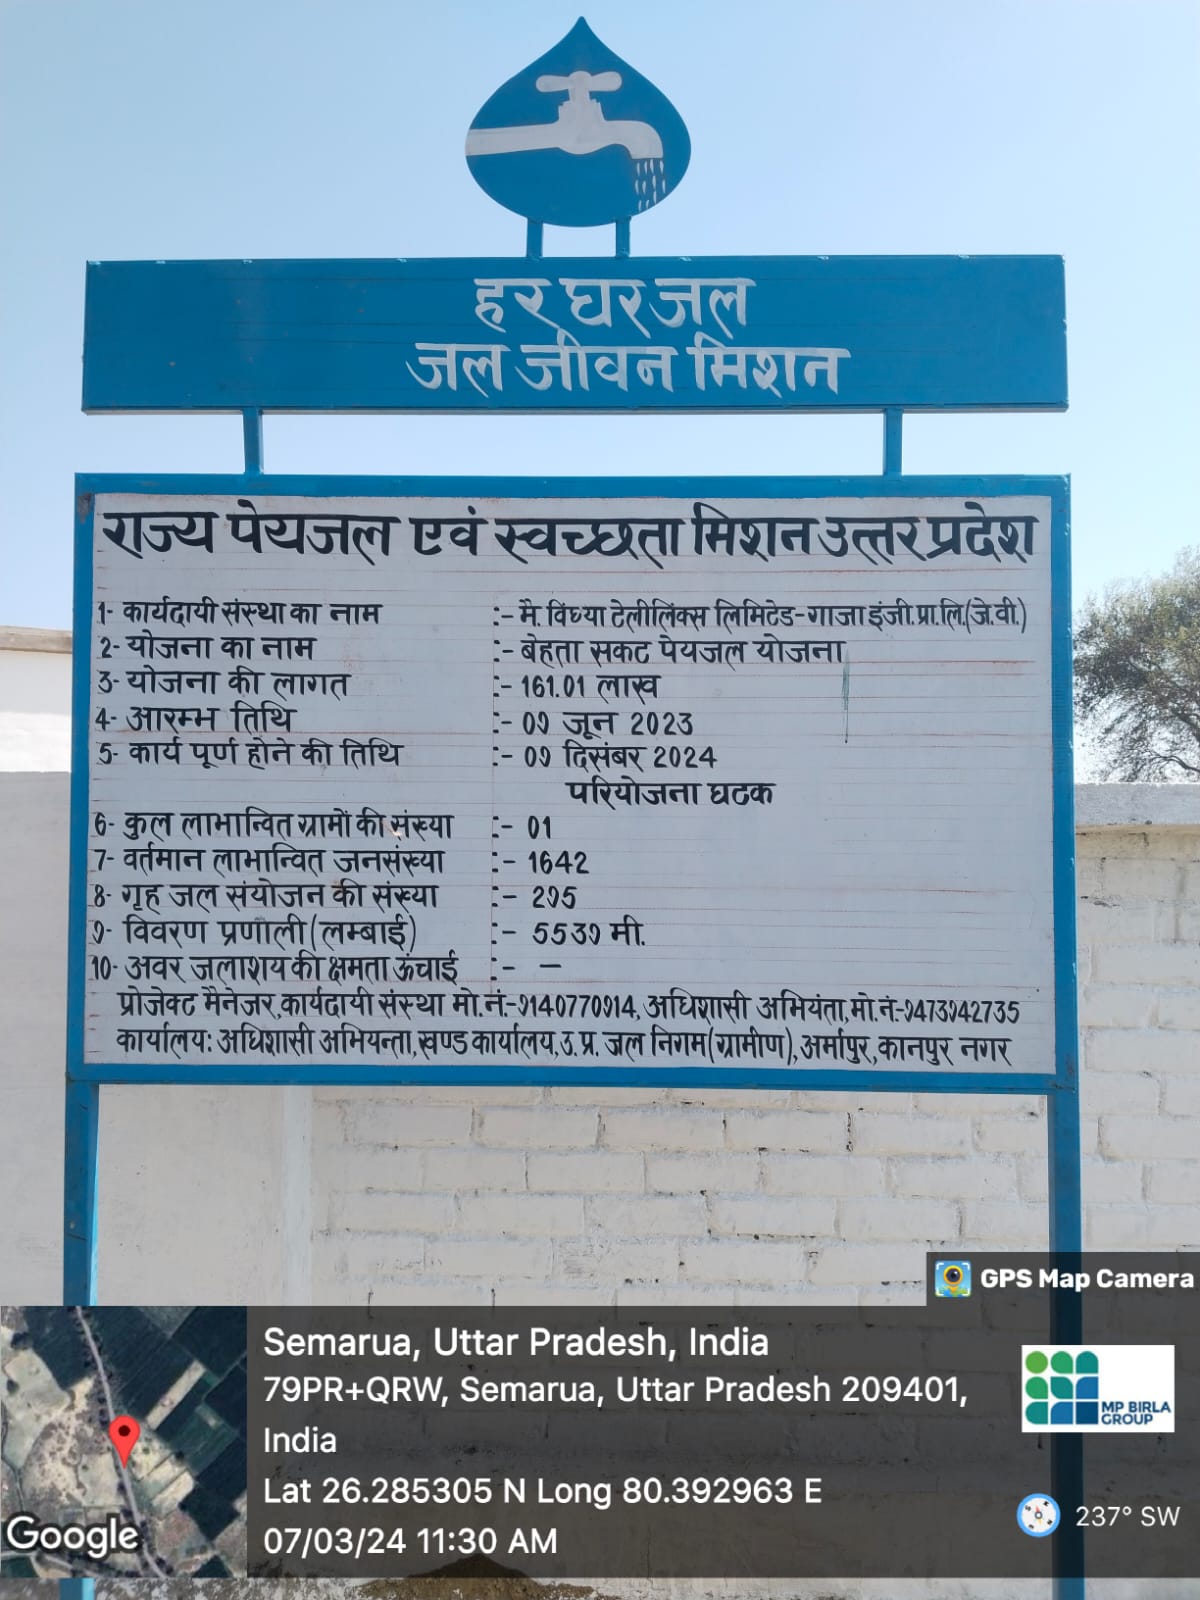 हर घर जल
जल जीवन मिशन
राज्य पेयजल एवं स्वच्छता मिशन उत्तर प्रदेश
1- कार्यदायी संस्था का नाम :- मै. विंघ्या टेलीलिंक्स लिमिटेड-गाजा इंजी.प्रा.लि.(जे.वी.)
2- योजना का नाम :- बेहता सकट पेयजल योजना
3- योजना की लागत :- 161.01 लाख
4- आरम्भ तिथि :- 09 जून 2023
5- कार्य पूर्ण होने की तिथि :- 09 दिसंबर 2024
परियोजना घटक
6- कुल लाभान्वित ग्रामों की संख्या :- 01
7- वर्तमान लाभान्वित जनसंख्या :- 1642
8- गृह जल संयोजन की संख्या :- 295
9- विवरण प्रणाली(लम्बाई) :- 5539 मी.
10- अवर जलाशय की क्षमता ऊंचाई :- –
प्रोजेक्ट मैनेजर,कार्यदायी संस्था मो.नं.-9140770914, अधिशासी अभियंता,मो.नं-9473942735
कार्यालय: अधिशासी अभियन्ता,खण्ड कार्यालय,उ.प्र. जल निगम(ग्रामीण),अर्मापुर,कानपुर नगर
GPS Map Camera
Semarua, Uttar Pradesh, India
79PR+QRW, Semarua, Uttar Pradesh 209401,
India
Lat 26.285305 N Long 80.392963 E
07/03/24 11:30 AM
Google
MP BIRLA
GROUP
237° SW